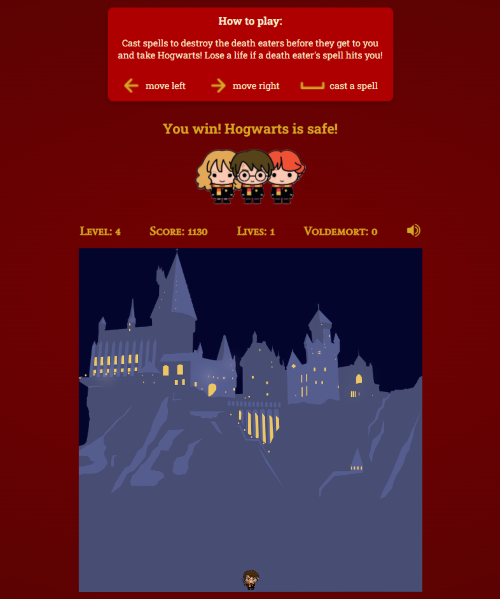 How to play:
Cast spells to destroy the death eaters before they get to you
and take Hogwarts! Lose a life if a death eater's spell hits you!
move left move right cast a spell
You win! Hogwarts is safe!
Level: 4 Score: 1130 Lives: 1 Voldemort: 0